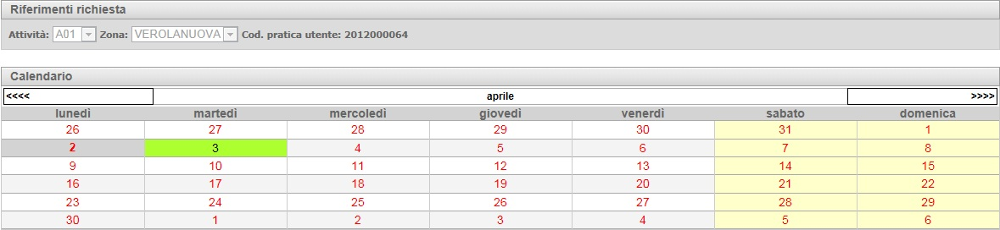 Riferimenti richiesta
Attività: A01 Zona: VEROLANUOVA Cod. pratica utente: 2012000064
Calendario
<<<< aprile >>>>
lunedì martedì mercoledì giovedì venerdì sabato domenica
26 27 28 29 30 31 1
2 3 4 5 6 7 8
9 10 11 12 13 14 15
16 17 18 19 20 21 22
23 24 25 26 27 28 29
30 1 2 3 4 5 6